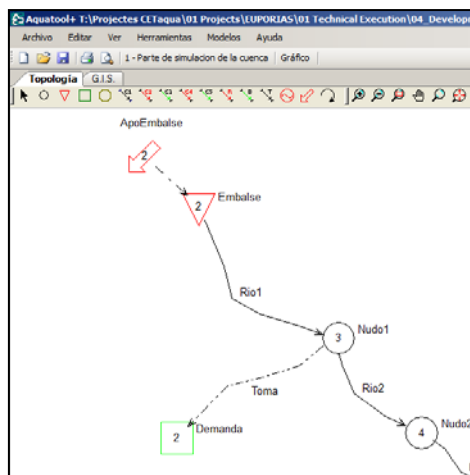 Aquatool+ T:\Projectes CETaqua\01 Projects\EUPORIAS\01 Technical Execution\04_Develop
Archivo Editar Ver Herramientas Modelos Ayuda
1 - Parte de simulacion de la cuenca Gráfico
Topología G.I.S.
ApoEmbalse
2
2 Embalse
Rio1
Nudo1
3
Rio2
Toma
2 Demanda
4 Nudo2